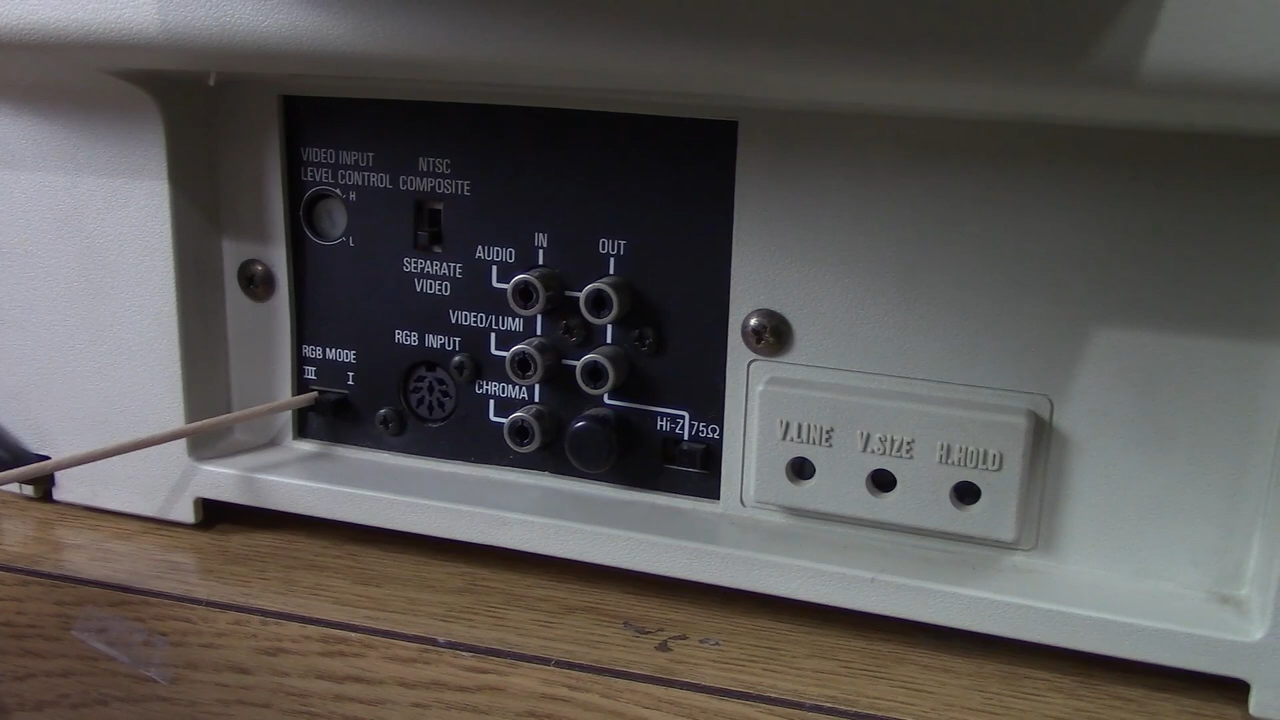 VIDEO INPUT
LEVEL CONTROL
H
L
NTSC
COMPOSITE
SEPARATE
VIDEO
IN
OUT
AUDIO
VIDEO/LUMI
CHROMA
RGB INPUT
RGB MODE
III I
Hi-Z 75Ω
V.LINE V.SIZE H.HOLD